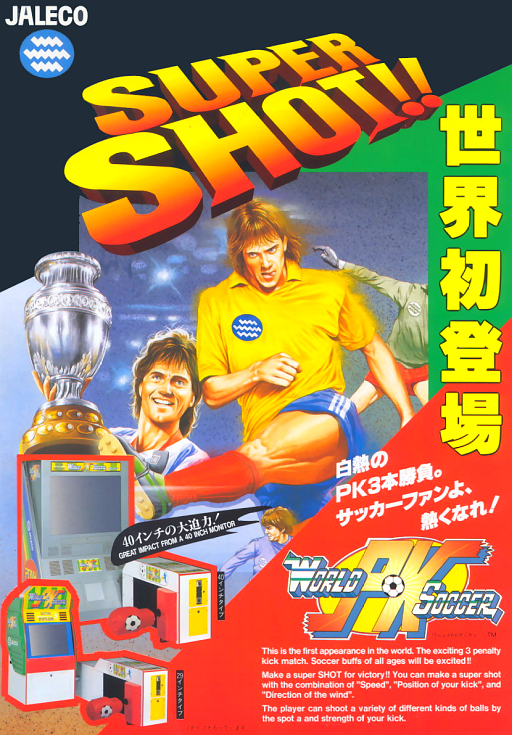 JALECO
SUPER
SHOT!!
世界初登場
白熱の
PK3本勝負。
サッカーファンよ、
熱くなれ!
40インチの大迫力!
GREAT IMPACT FROM A 40 INCH MONITOR
40インチタイプ
29インチタイプ
WORLD PK SOCCER
TM
This is the first appearance in the world. The exciting 3 penalty
kick match. Soccer buffs of all ages will be excited!!
Make a super SHOT for victory!! You can make a super shot
with the combination of "Speed", "Position of your kick", and
"Direction of the wind".
The player can shoot a variety of different kinds of balls by
the spot a and strength of your kick.